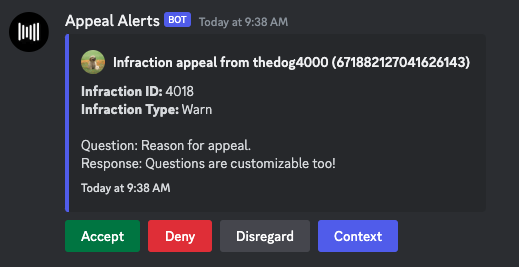 Appeal Alerts BOT Today at 9:38 AM
Infraction appeal from thedog4000 (671882127041626143)
Infraction ID: 4018
Infraction Type: Warn
Question: Reason for appeal.
Response: Questions are customizable too!
Today at 9:38 AM
Accept Deny Disregard Context